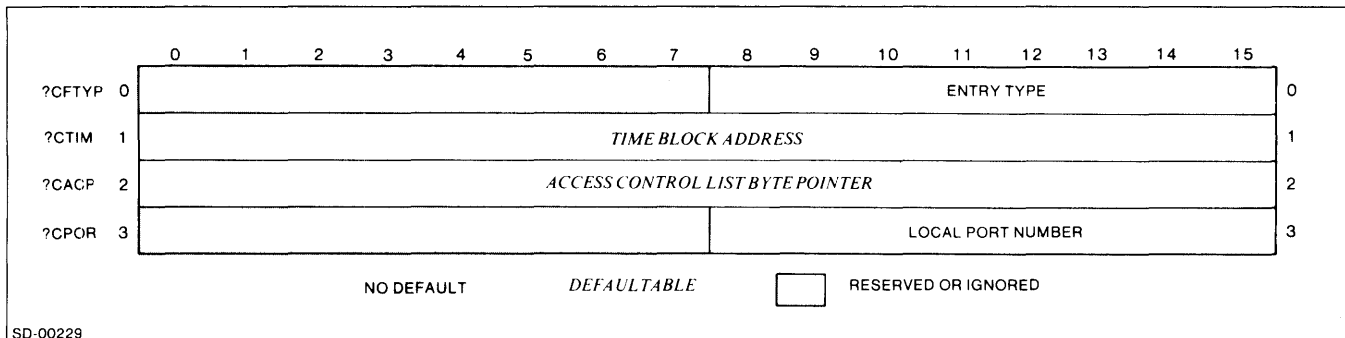 0 1 2 3 4 5 6 7 8 9 10 11 12 13 14 15
?CFTYP 0 ENTRY TYPE 0
?CTIM 1 TIME BLOCK ADDRESS 1
?CACP 2 ACCESS CONTROL LIST BYTE POINTER 2
?CPOR 3 LOCAL PORT NUMBER 3
NO DEFAULT DEFAULTABLE RESERVED OR IGNORED
SD-00229